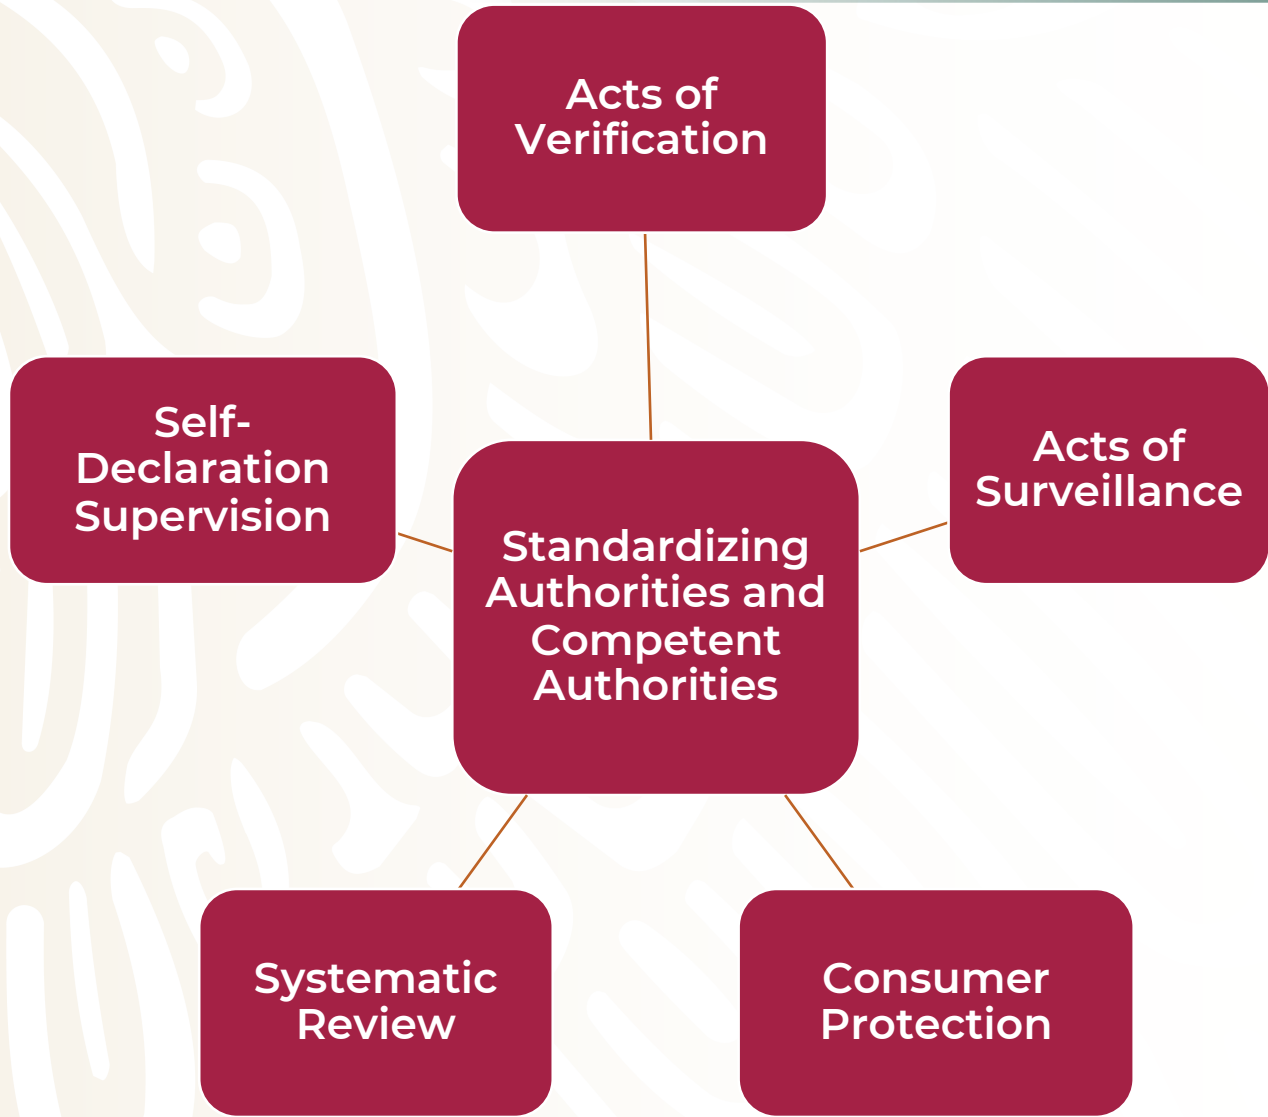 Acts of
Verification
Self-
Declaration
Supervision
Acts of
Surveillance
Standardizing
Authorities and
Competent
Authorities
Systematic
Review
Consumer
Protection